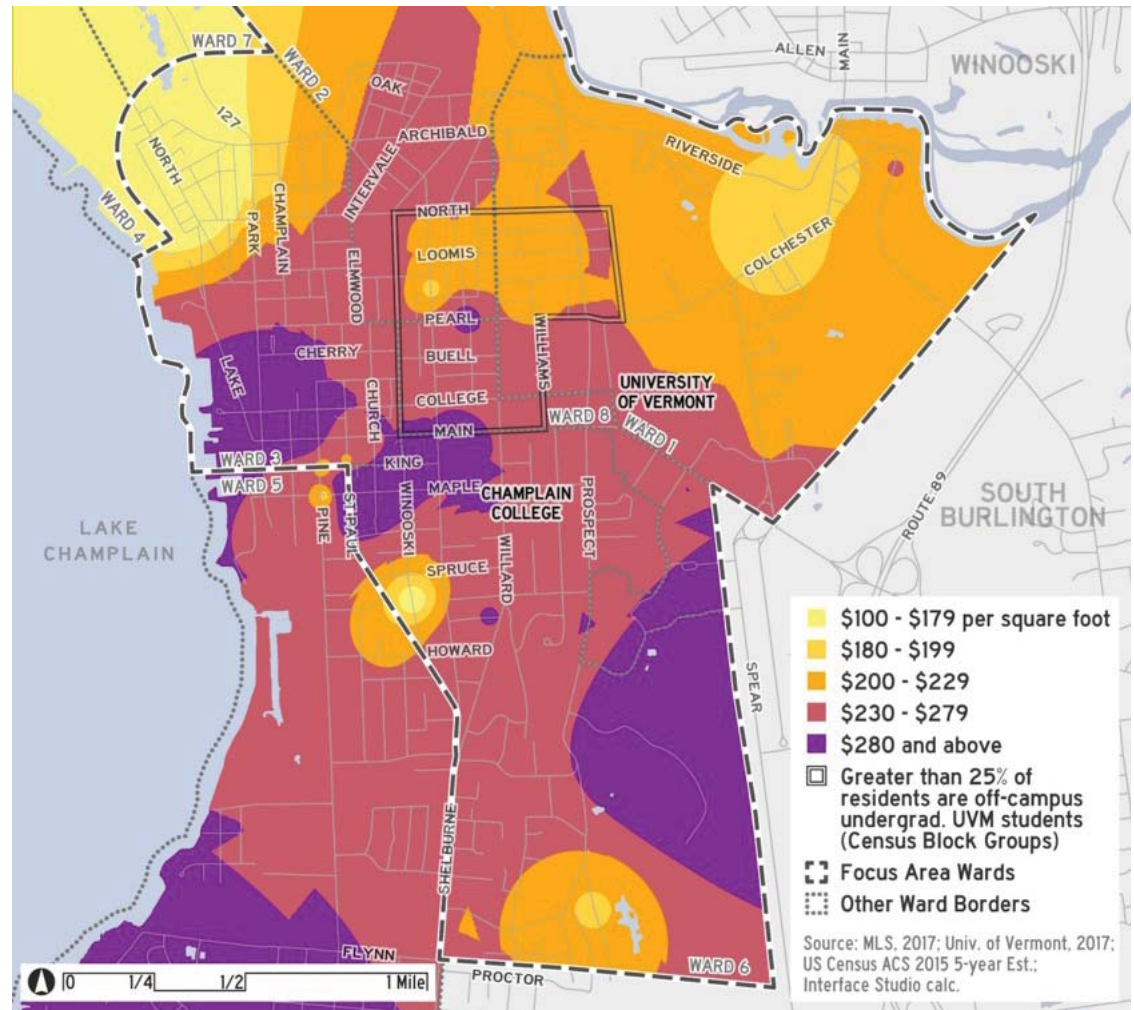 WARD 7
WARD 2
ALLEN
MAIN
WINOOSKI
OAK
127
NORTH
ARCHIBALD
RIVERSIDE
INTERVALE
WARD 4
PARK
CHAMPLAIN
NORTH
COLCHESTER
LOOMIS
ELMWOOD
PEARL
WILLIAMS
CHERRY
BUELL
LAKE
CHURCH
COLLEGE
UNIVERSITY
OF VERMONT
MAIN
WARD 8
WARD 1
WARD 3
KING
WARD 5
MAPLE
CHAMPLAIN
COLLEGE
WINOOSKI
PROSPECT
SOUTH
BURLINGTON
ROUTE 89
LAKE
CHAMPLAIN
PINE
ST PAUL
SPRUCE
WILLARD
HOWARD
SPEAR
SHELBURNE
FLYNN
PROCTOR
WARD 6
$100 - $179 per square foot
$180 - $199
$200 - $229
$230 - $279
$280 and above
Greater than 25% of
residents are off-campus
undergrad. UVM students
(Census Block Groups)
Focus Area Wards
Other Ward Borders
Source: MLS, 2017; Univ. of Vermont, 2017;
US Census ACS 2015 5-year Est.;
Interface Studio calc.
0 1/4 1/2 1 Mile